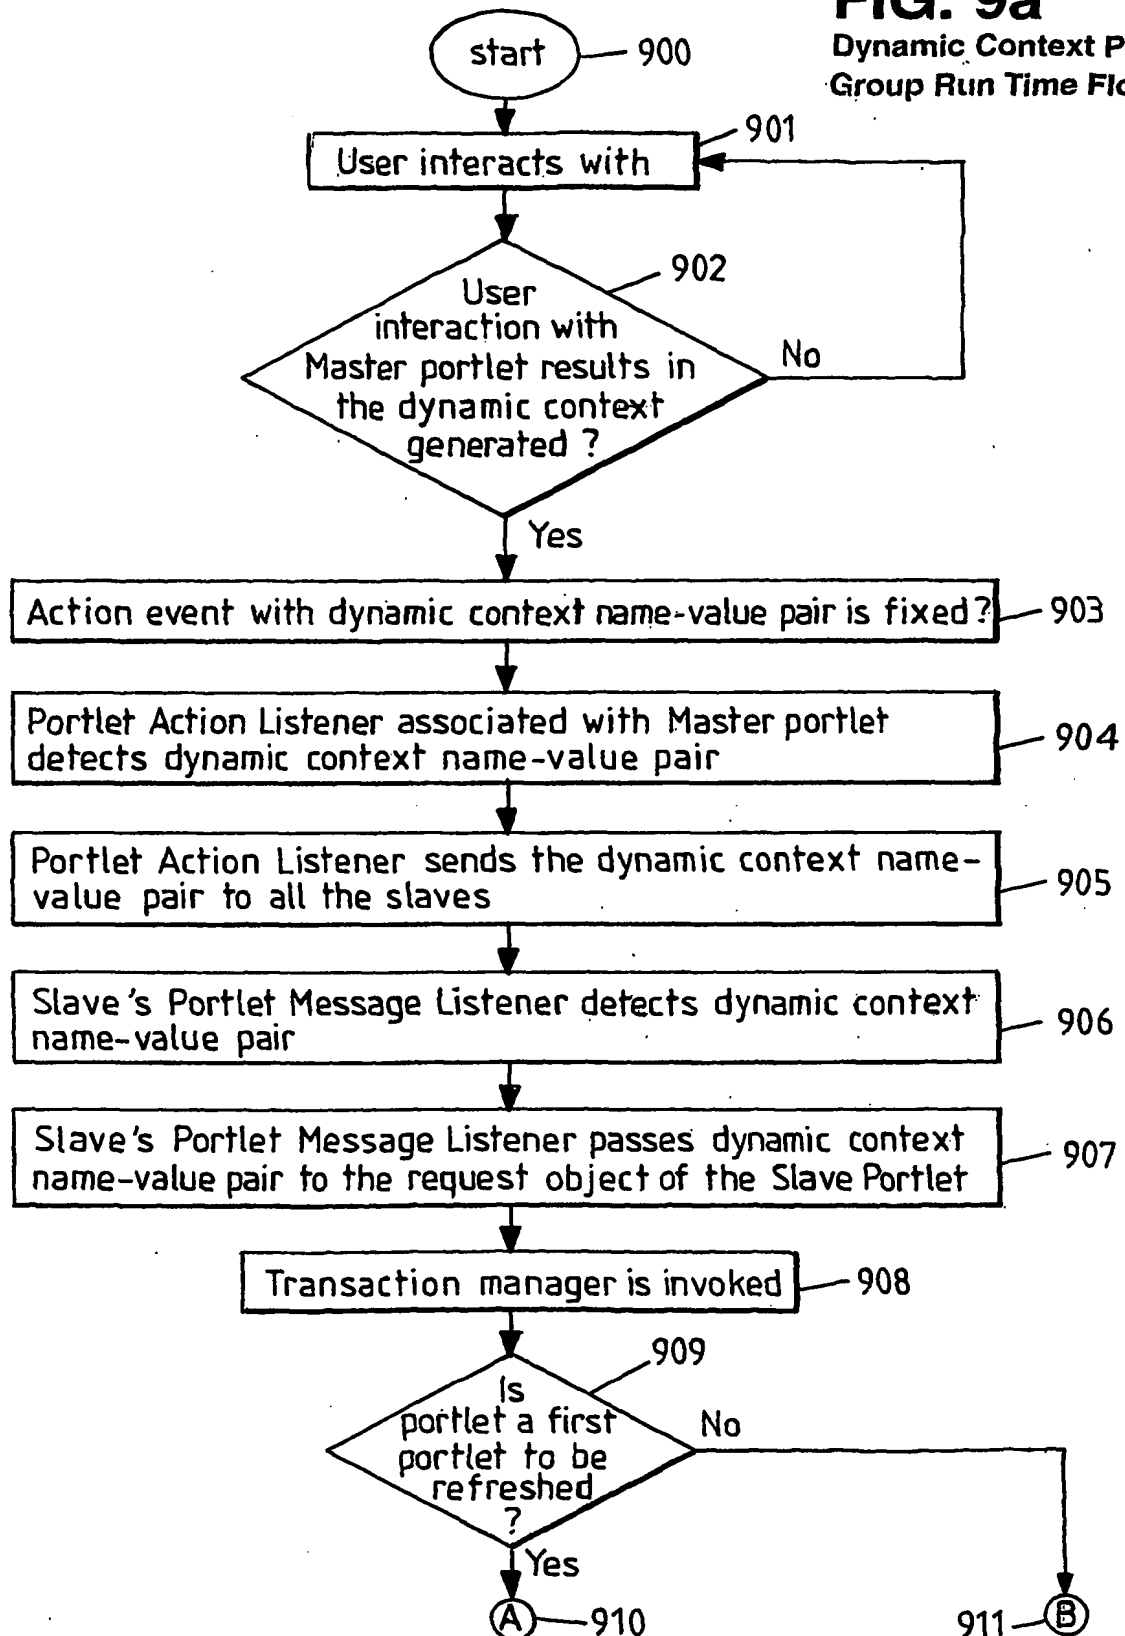 FIG. 9a
Dynamic Context P
Group Run Time Flo
start
900
901
User interacts with
902
User
interaction with
Master portlet results in
the dynamic context
generated ?
No
Yes
Action event with dynamic context name-value pair is fixed?
903
Portlet Action Listener associated with Master portlet
detects dynamic context name-value pair
904
Portlet Action Listener sends the dynamic context name-
value pair to all the slaves
905
Slave's Portlet Message Listener detects dynamic context
name-value pair
906
Slave's Portlet Message Listener passes dynamic context
name-value pair to the request object of the Slave Portlet
907
Transaction manager is invoked
908
909
Is
portlet a first
portlet to be
refreshed
?
No
Yes
A
910
911
B